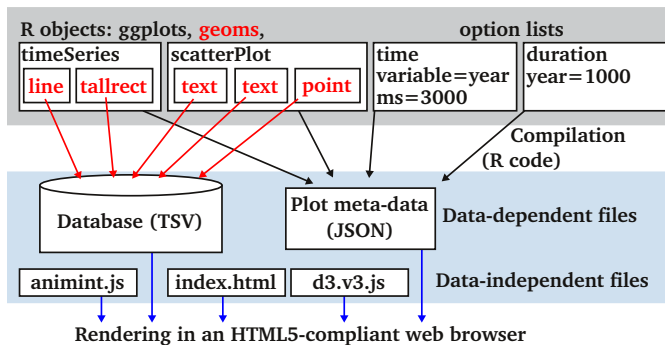 R objects: ggplots, geoms, option lists
timeSeries
line tallrect
scatterPlot
text text point
time
variable=year
ms=3000
duration
year=1000
Compilation
(R code)
Database (TSV)
Plot meta-data
(JSON)
Data-dependent files
animint.js index.html d3.v3.js Data-independent files
Rendering in an HTML5-compliant web browser